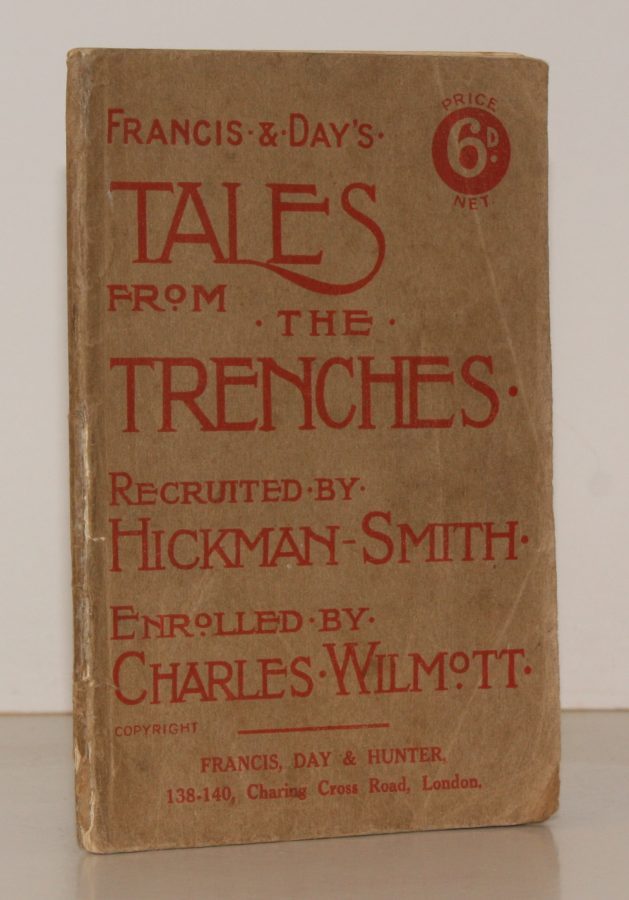 FRANCIS · & · DAY'S ·
PRICE
6D.
NET
TALES
FROM
· THE ·
TRENCHES ·
RECRUITED · BY ·
HICKMAN-SMITH ·
ENROLLED · BY ·
CHARLES · WILMOTT ·
COPYRIGHT
FRANCIS, DAY & HUNTER,
138-140, Charing Cross Road, London.